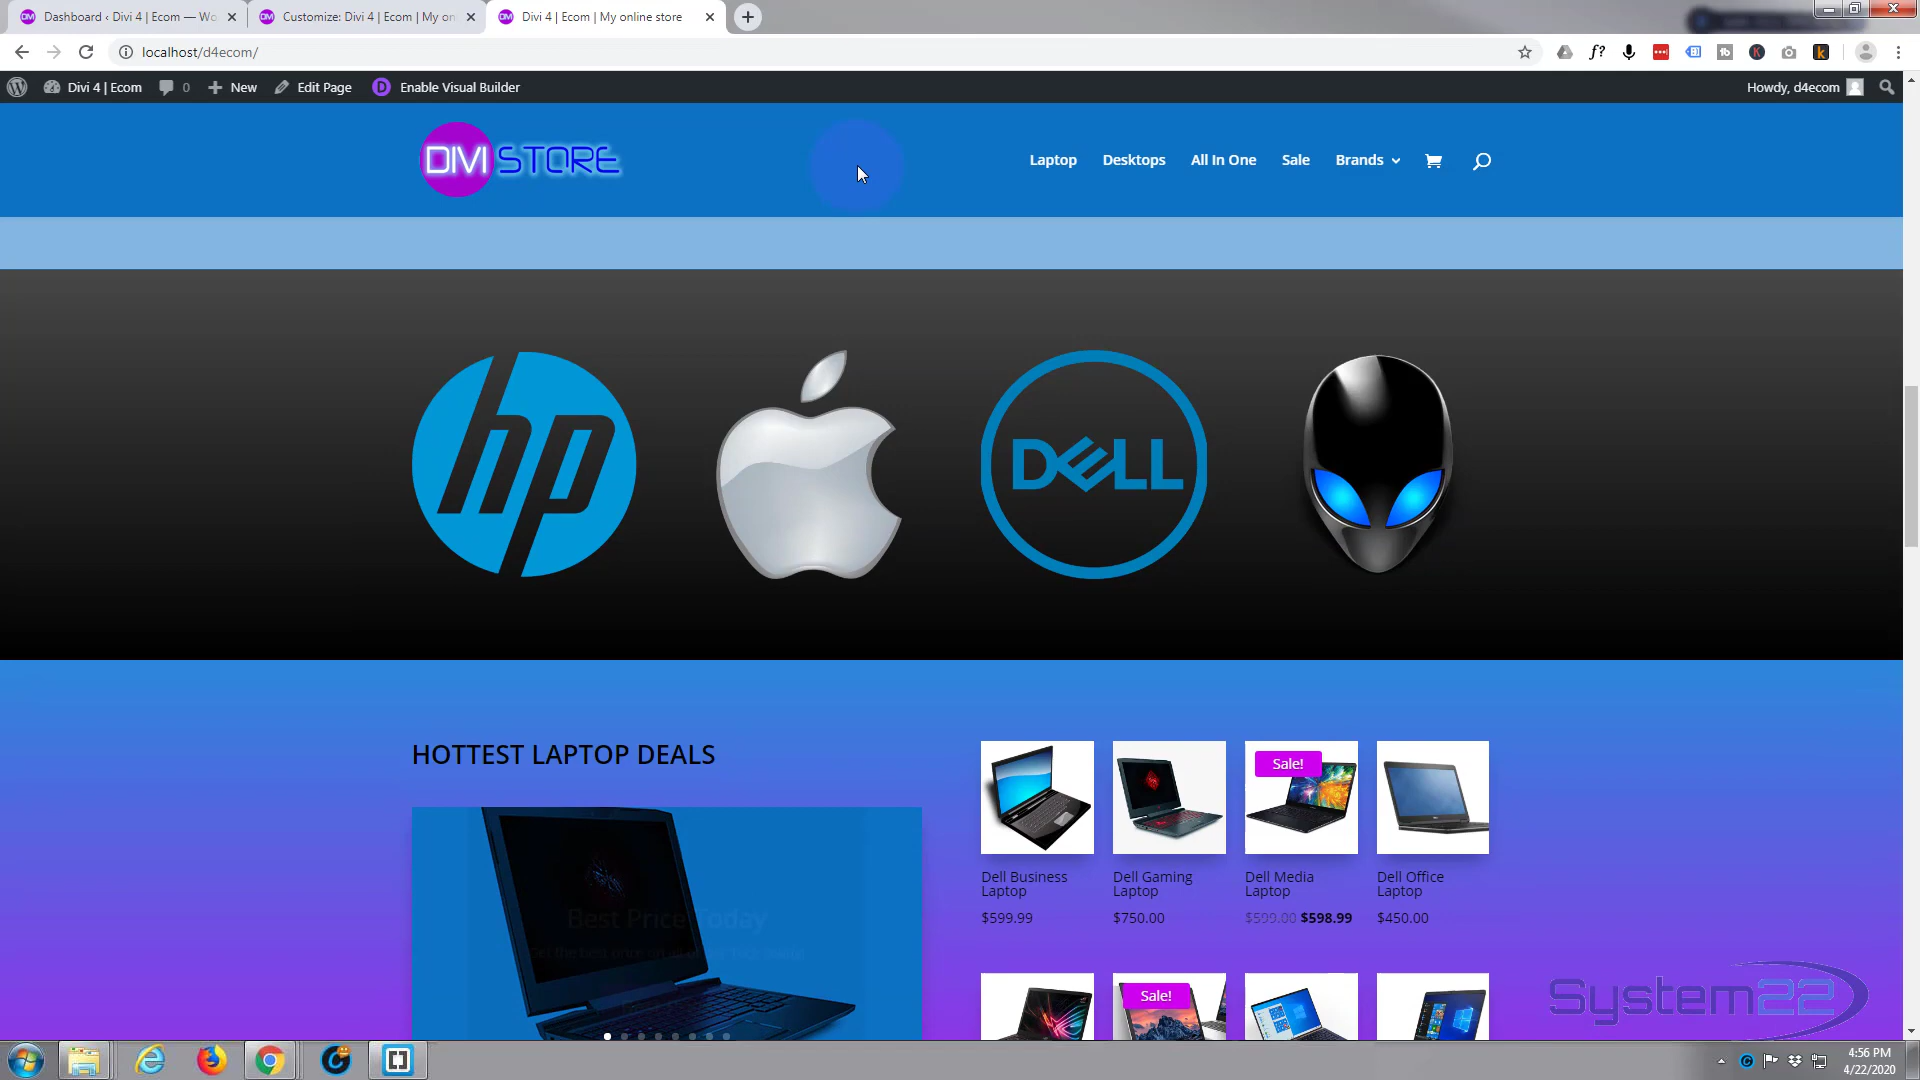 Dashboard ‹ Divi 4 | Ecom — Wo
Customize: Divi 4 | Ecom | My on
Divi 4 | Ecom | My online store
localhost/d4ecom/
f?
Divi 4 | Ecom
0
New
Edit Page
D
Enable Visual Builder
Howdy, d4ecom
DIVI STORE
Laptop
Desktops
All In One
Sale
Brands
hp
DELL
HOTTEST LAPTOP DEALS
Best Price Today
Sale!
Dell Business
Laptop
$599.99
Dell Gaming
Laptop
$750.00
Dell Media
Laptop
$599.00 $598.99
Dell Office
Laptop
$450.00
Sale!
System22
4:56 PM
4/22/2020